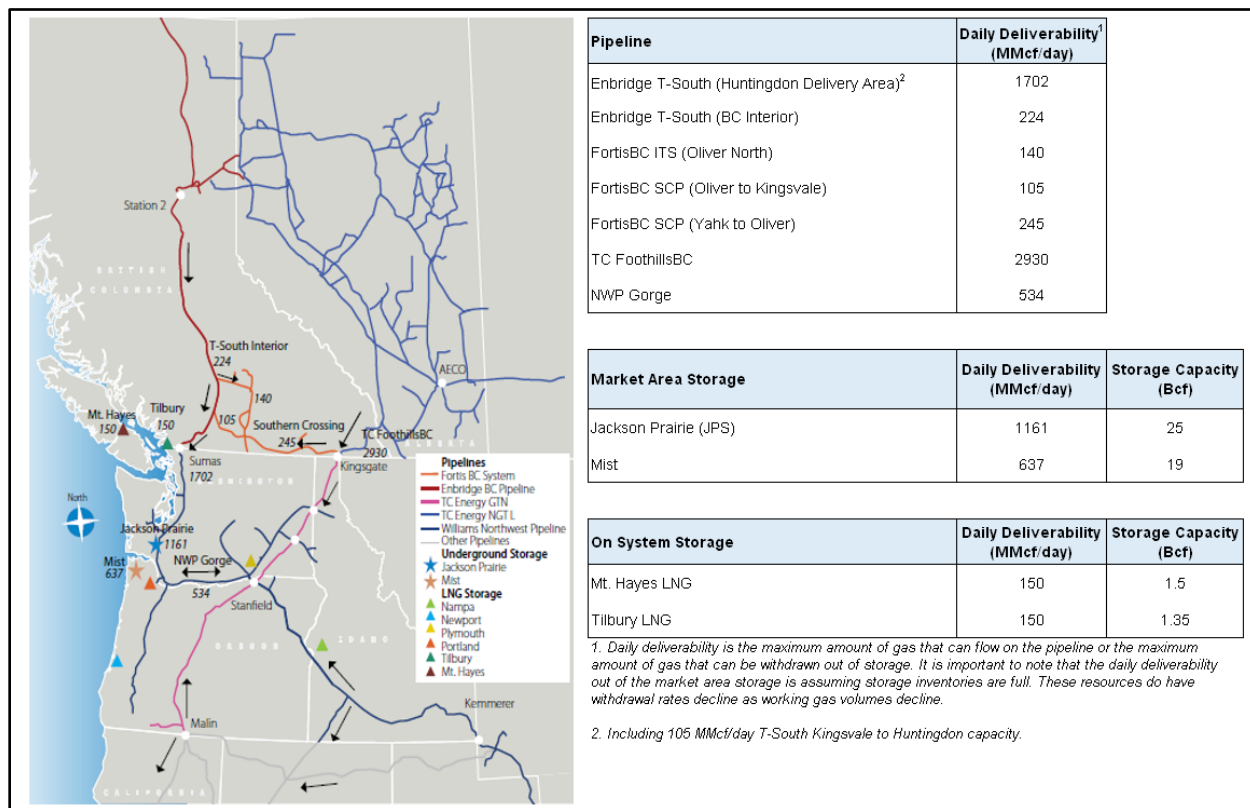 Station 2
BRITISH
COLUMBIA
T-South Interior
224
140
AECO
Mt. Hayes
150
Tilbury
150
105
Southern Crossing
245
TC FoothillsBC
2930
ALBERTA
Sumas
1702
Kingsgate
WASHINGTON
North
Jackson Prairie
1161
Mist
637
NWP Gorge
534
Stanfield
OREGON
IDAHO
Kemmerer
Malin
CALIFORNIA
Pipelines
Fortis BC System
Enbridge BC Pipeline
TC Energy GTN
TC Energy NGT L
Williams Northwest Pipeline
Other Pipelines
Underground Storage
Jackson Prairie
Mist
LNG Storage
Nampa
Newport
Plymouth
Portland
Tilbury
Mt. Hayes
Pipeline Daily Deliverability1
(MMcf/day)
Enbridge T-South (Huntingdon Delivery Area)2 1702
Enbridge T-South (BC Interior) 224
FortisBC ITS (Oliver North) 140
FortisBC SCP (Oliver to Kingsvale) 105
FortisBC SCP (Yahk to Oliver) 245
TC FoothillsBC 2930
NWP Gorge 534
Market Area Storage Daily Deliverability Storage Capacity
(MMcf/day) (Bcf)
Jackson Prairie (JPS) 1161 25
Mist 637 19
On System Storage Daily Deliverability Storage Capacity
(MMcf/day) (Bcf)
Mt. Hayes LNG 150 1.5
Tilbury LNG 150 1.35
1. Daily deliverability is the maximum amount of gas that can flow on the pipeline or the maximum
amount of gas that can be withdrawn out of storage. It is important to note that the daily deliverability
out of the market area storage is assuming storage inventories are full. These resources do have
withdrawal rates decline as working gas volumes decline.
2. Including 105 MMcf/day T-South Kingsvale to Huntingdon capacity.